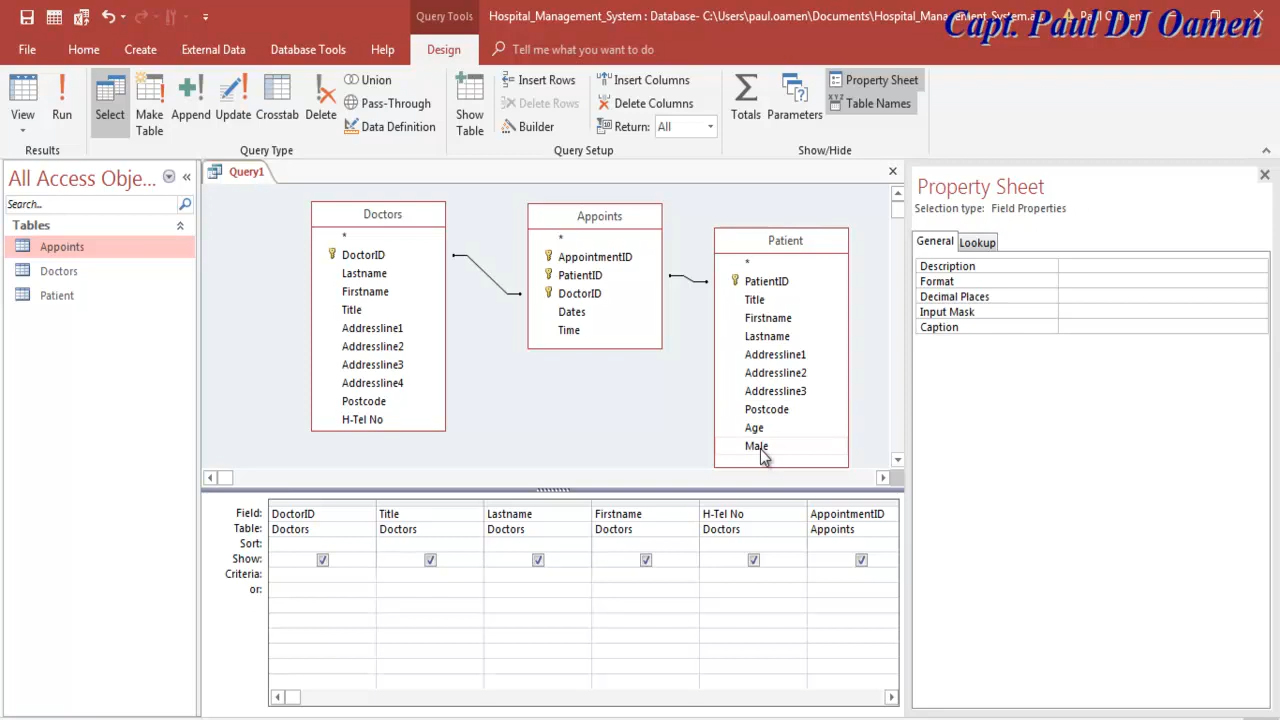 Query Tools
Hospital_Management_System : Database- C:\Users\paul.oamen\Documents\Hospital_Management_System.a
Capt. Paul DJ Oamen
File
Home
Create
External Data
Database Tools
Help
Design
Tell me what you want to do
View
Run
Select
Make
Table
Append
Update
Crosstab
Delete
Union
Pass-Through
Data Definition
Show
Table
Insert Rows
Delete Rows
Builder
Insert Columns
Delete Columns
Return: All
Totals
Parameters
Property Sheet
Table Names
Results
Query Type
Query Setup
Show/Hide
All Access Obje...
Search...
Tables
Appoints
Doctors
Patient
Query1
Doctors
*
DoctorID
Lastname
Firstname
Title
Addressline1
Addressline2
Addressline3
Addressline4
Postcode
H-Tel No
Appoints
*
AppointmentID
PatientID
DoctorID
Dates
Time
Patient
*
PatientID
Title
Firstname
Lastname
Addressline1
Addressline2
Addressline3
Postcode
Age
Male
Field: DoctorID Title Lastname Firstname H-Tel No AppointmentID
Table: Doctors Doctors Doctors Doctors Doctors Appoints
Sort:
Show:
Criteria:
or:
Property Sheet
Selection type: Field Properties
General Lookup
Description
Format
Decimal Places
Input Mask
Caption